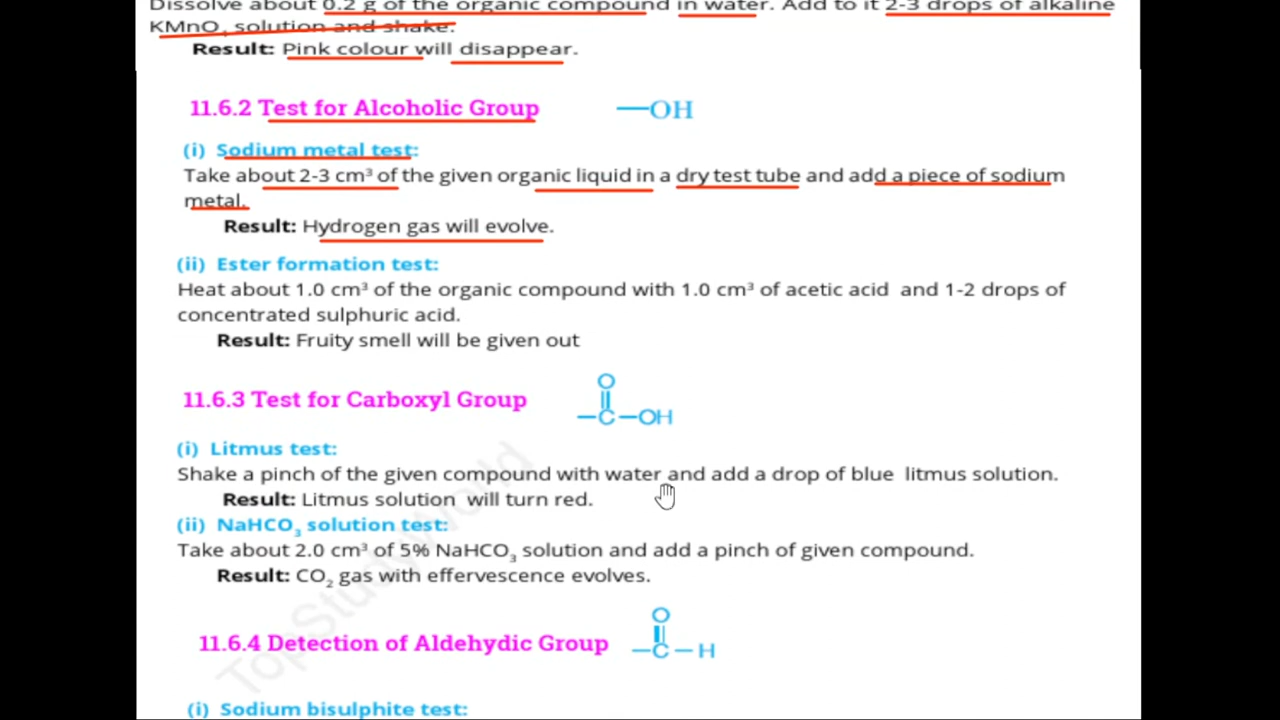 Dissolve about 0.2 g of the organic compound in water. Add to it 2-3 drops of alkaline
KMnO₄ solution and shake.
Result: Pink colour will disappear.
11.6.2 Test for Alcoholic Group —OH
(i) Sodium metal test:
Take about 2-3 cm³ of the given organic liquid in a dry test tube and add a piece of sodium
metal.
Result: Hydrogen gas will evolve.
(ii) Ester formation test:
Heat about 1.0 cm³ of the organic compound with 1.0 cm³ of acetic acid and 1-2 drops of
concentrated sulphuric acid.
Result: Fruity smell will be given out
O
11.6.3 Test for Carboxyl Group —C—OH
(i) Litmus test:
Shake a pinch of the given compound with water and add a drop of blue litmus solution.
Result: Litmus solution will turn red.
(ii) NaHCO₃ solution test:
Take about 2.0 cm³ of 5% NaHCO₃ solution and add a pinch of given compound.
Result: CO₂ gas with effervescence evolves.
O
11.6.4 Detection of Aldehydic Group —C—H
(i) Sodium bisulphite test:
TopStudyWorld